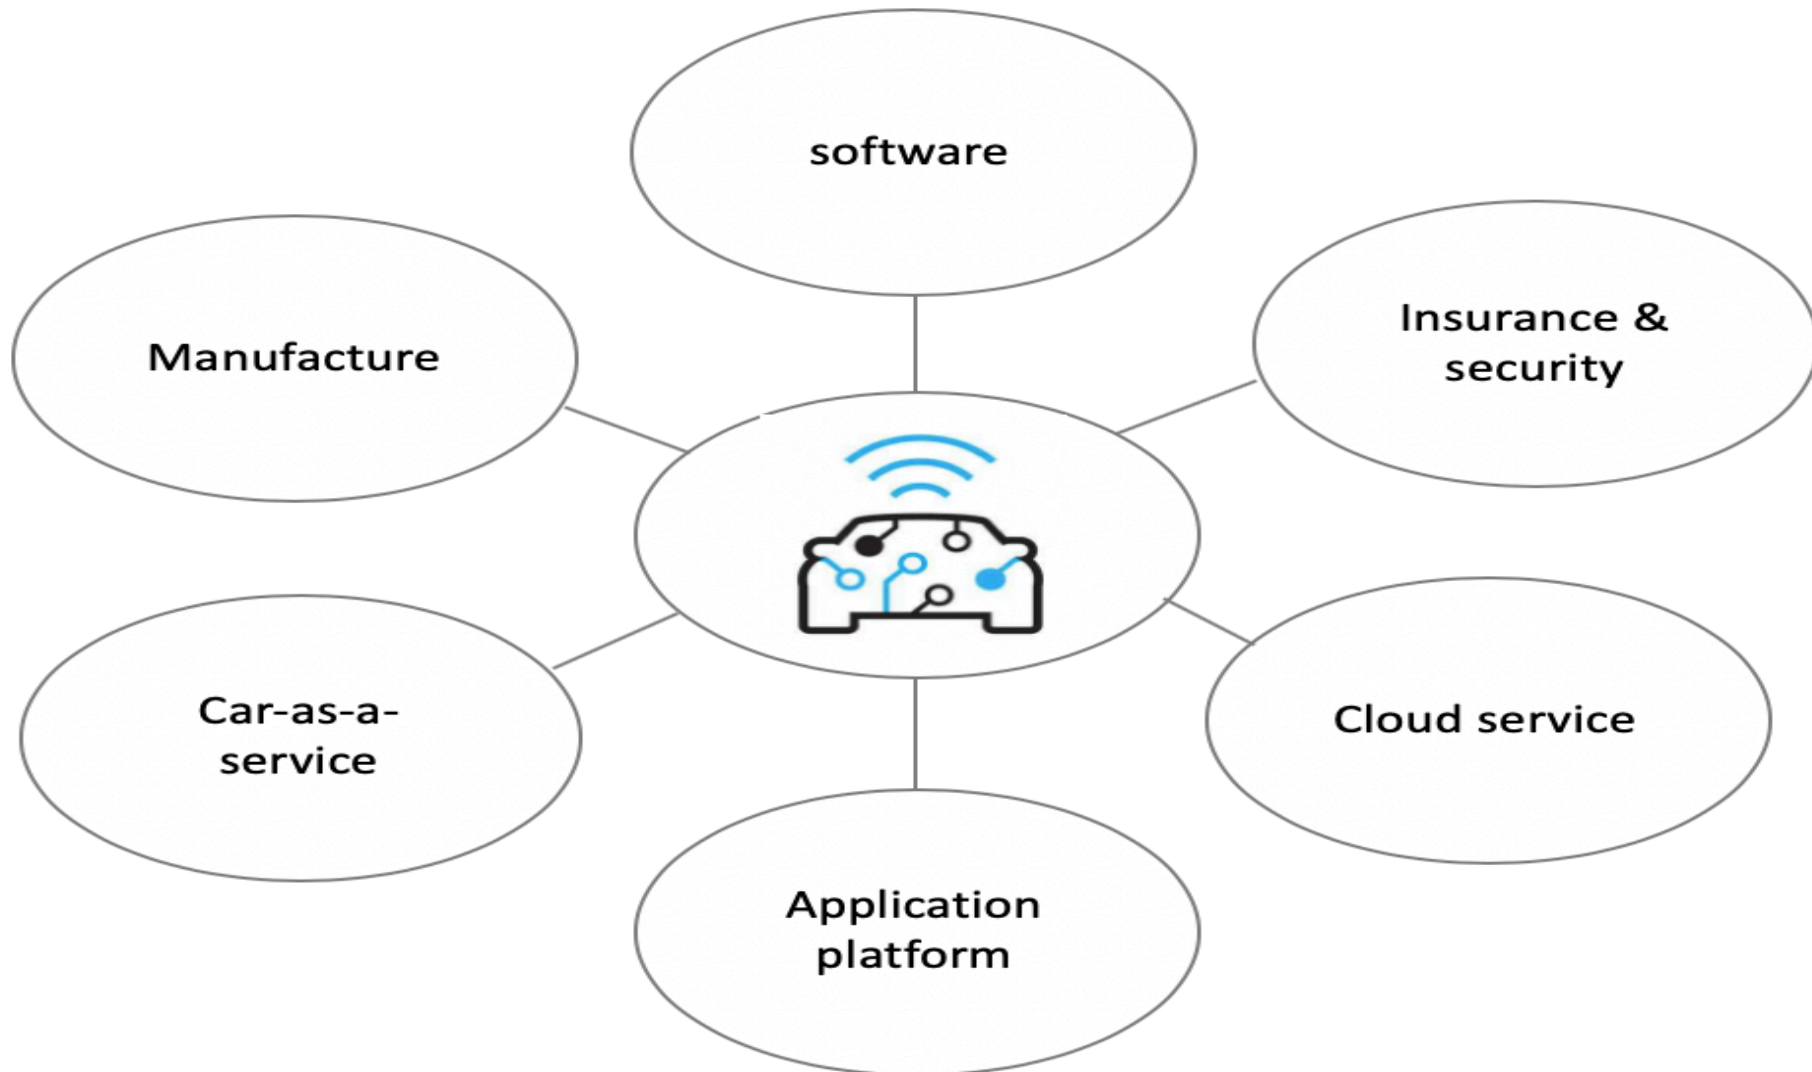 software
Manufacture
Insurance &
security
Car-as-a-
service
Cloud service
Application
platform